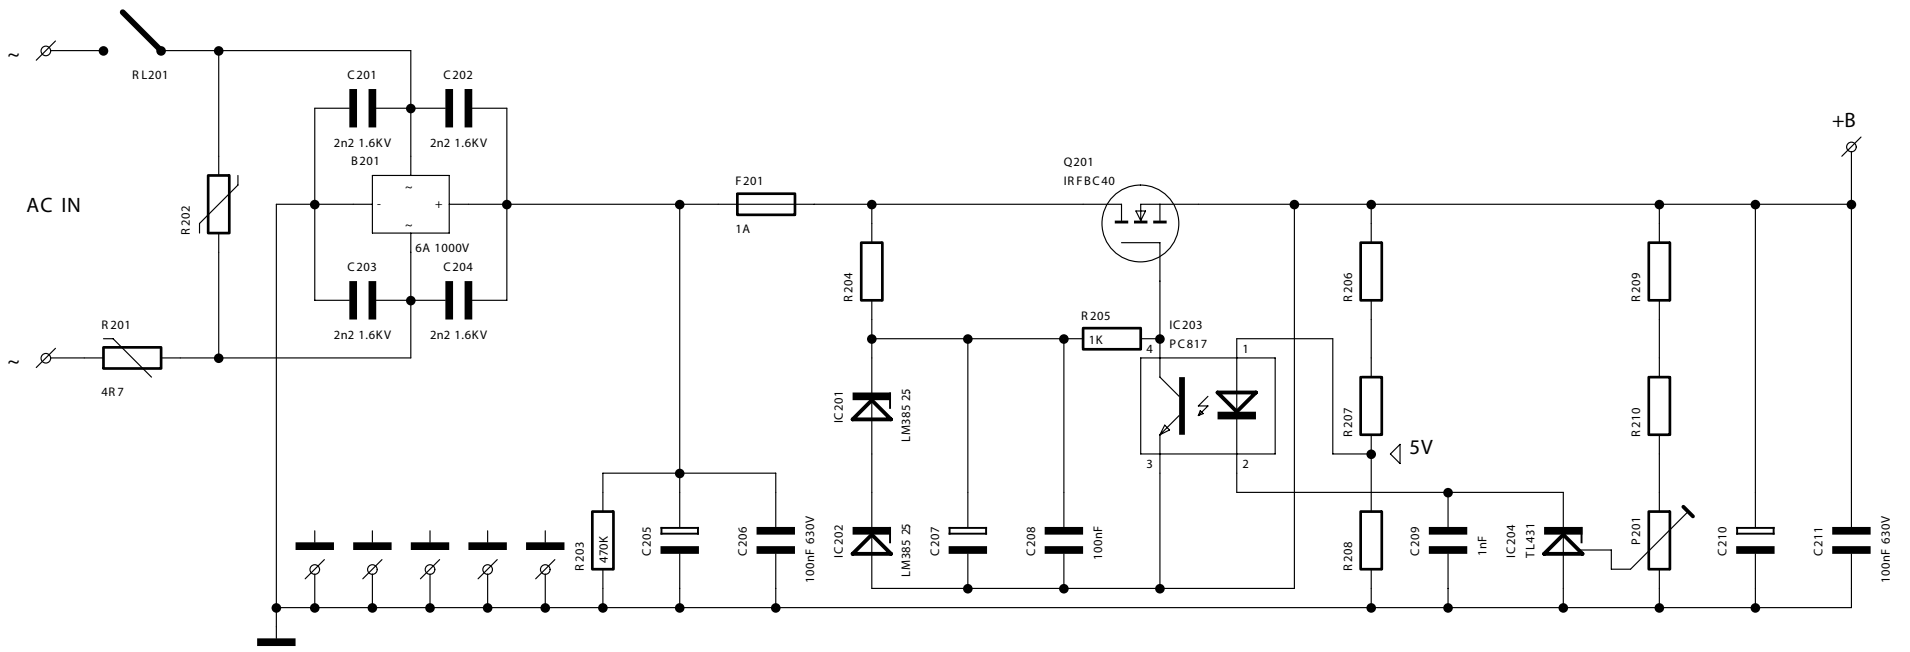 ~
RL201
C201
C202
2n2 1.6KV
2n2 1.6KV
B201
~
-
+
~
6A 1000V
AC IN
R202
C203
C204
2n2 1.6KV
2n2 1.6KV
R201
4R7
~
F201
1A
Q201
IRFBC40
+B
R204
R205
1K
IC203
PC817
4
1
3
2
R206
R207
5V
R208
R209
R210
P201
IC201
LM385 25
IC202
LM385 25
R203
470K
C205
C206
100nF 630V
C207
C208
100nF
C209
1nF
IC204
TL431
C210
C211
100nF 630V